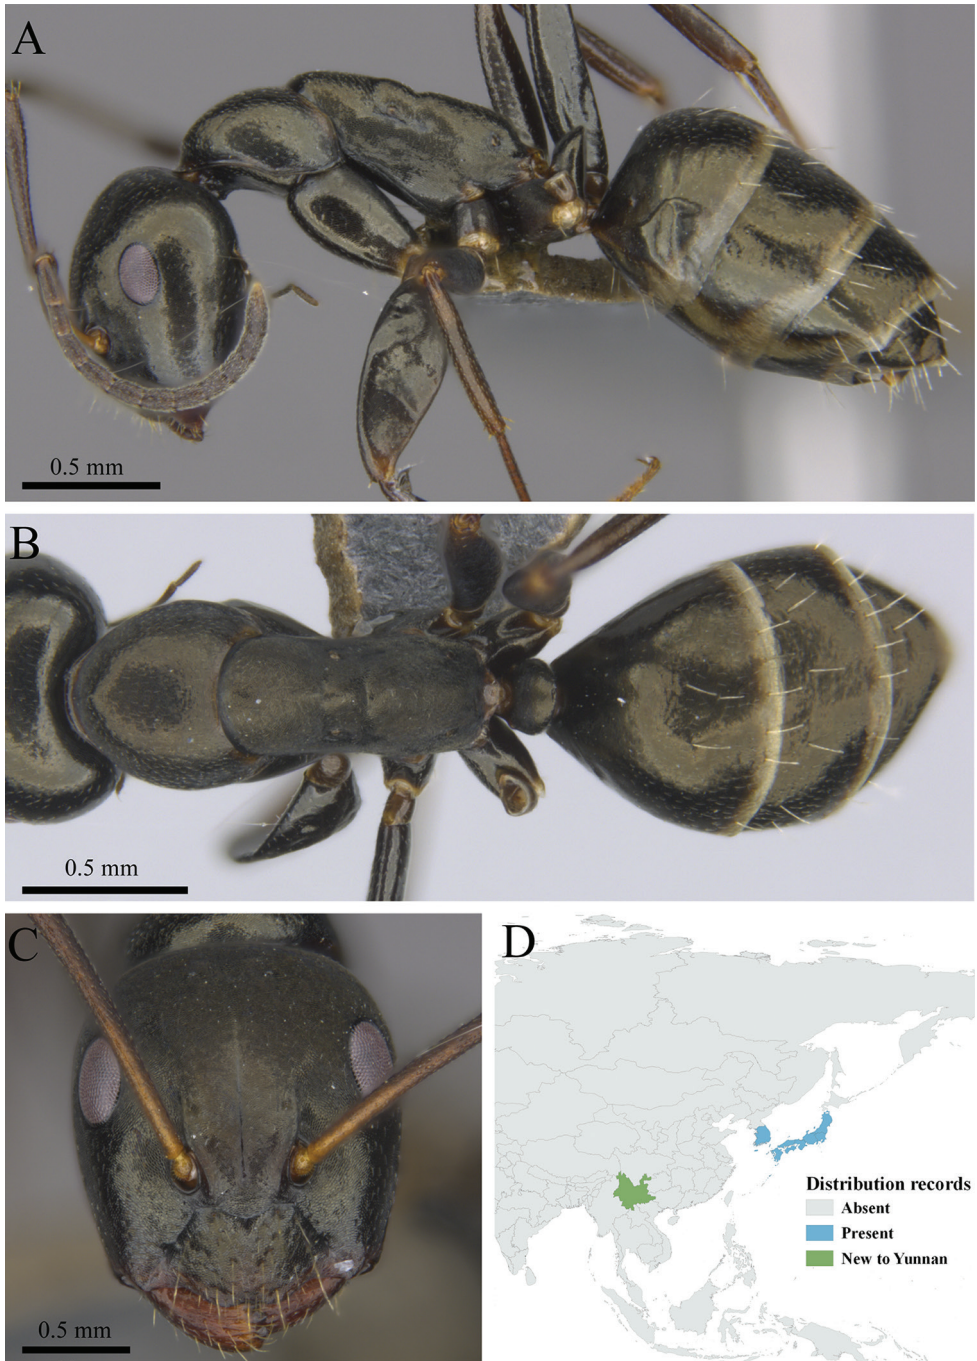 A
0.5 mm
B
0.5 mm
C
0.5 mm
D
Distribution records
Absent
Present
New to Yunnan